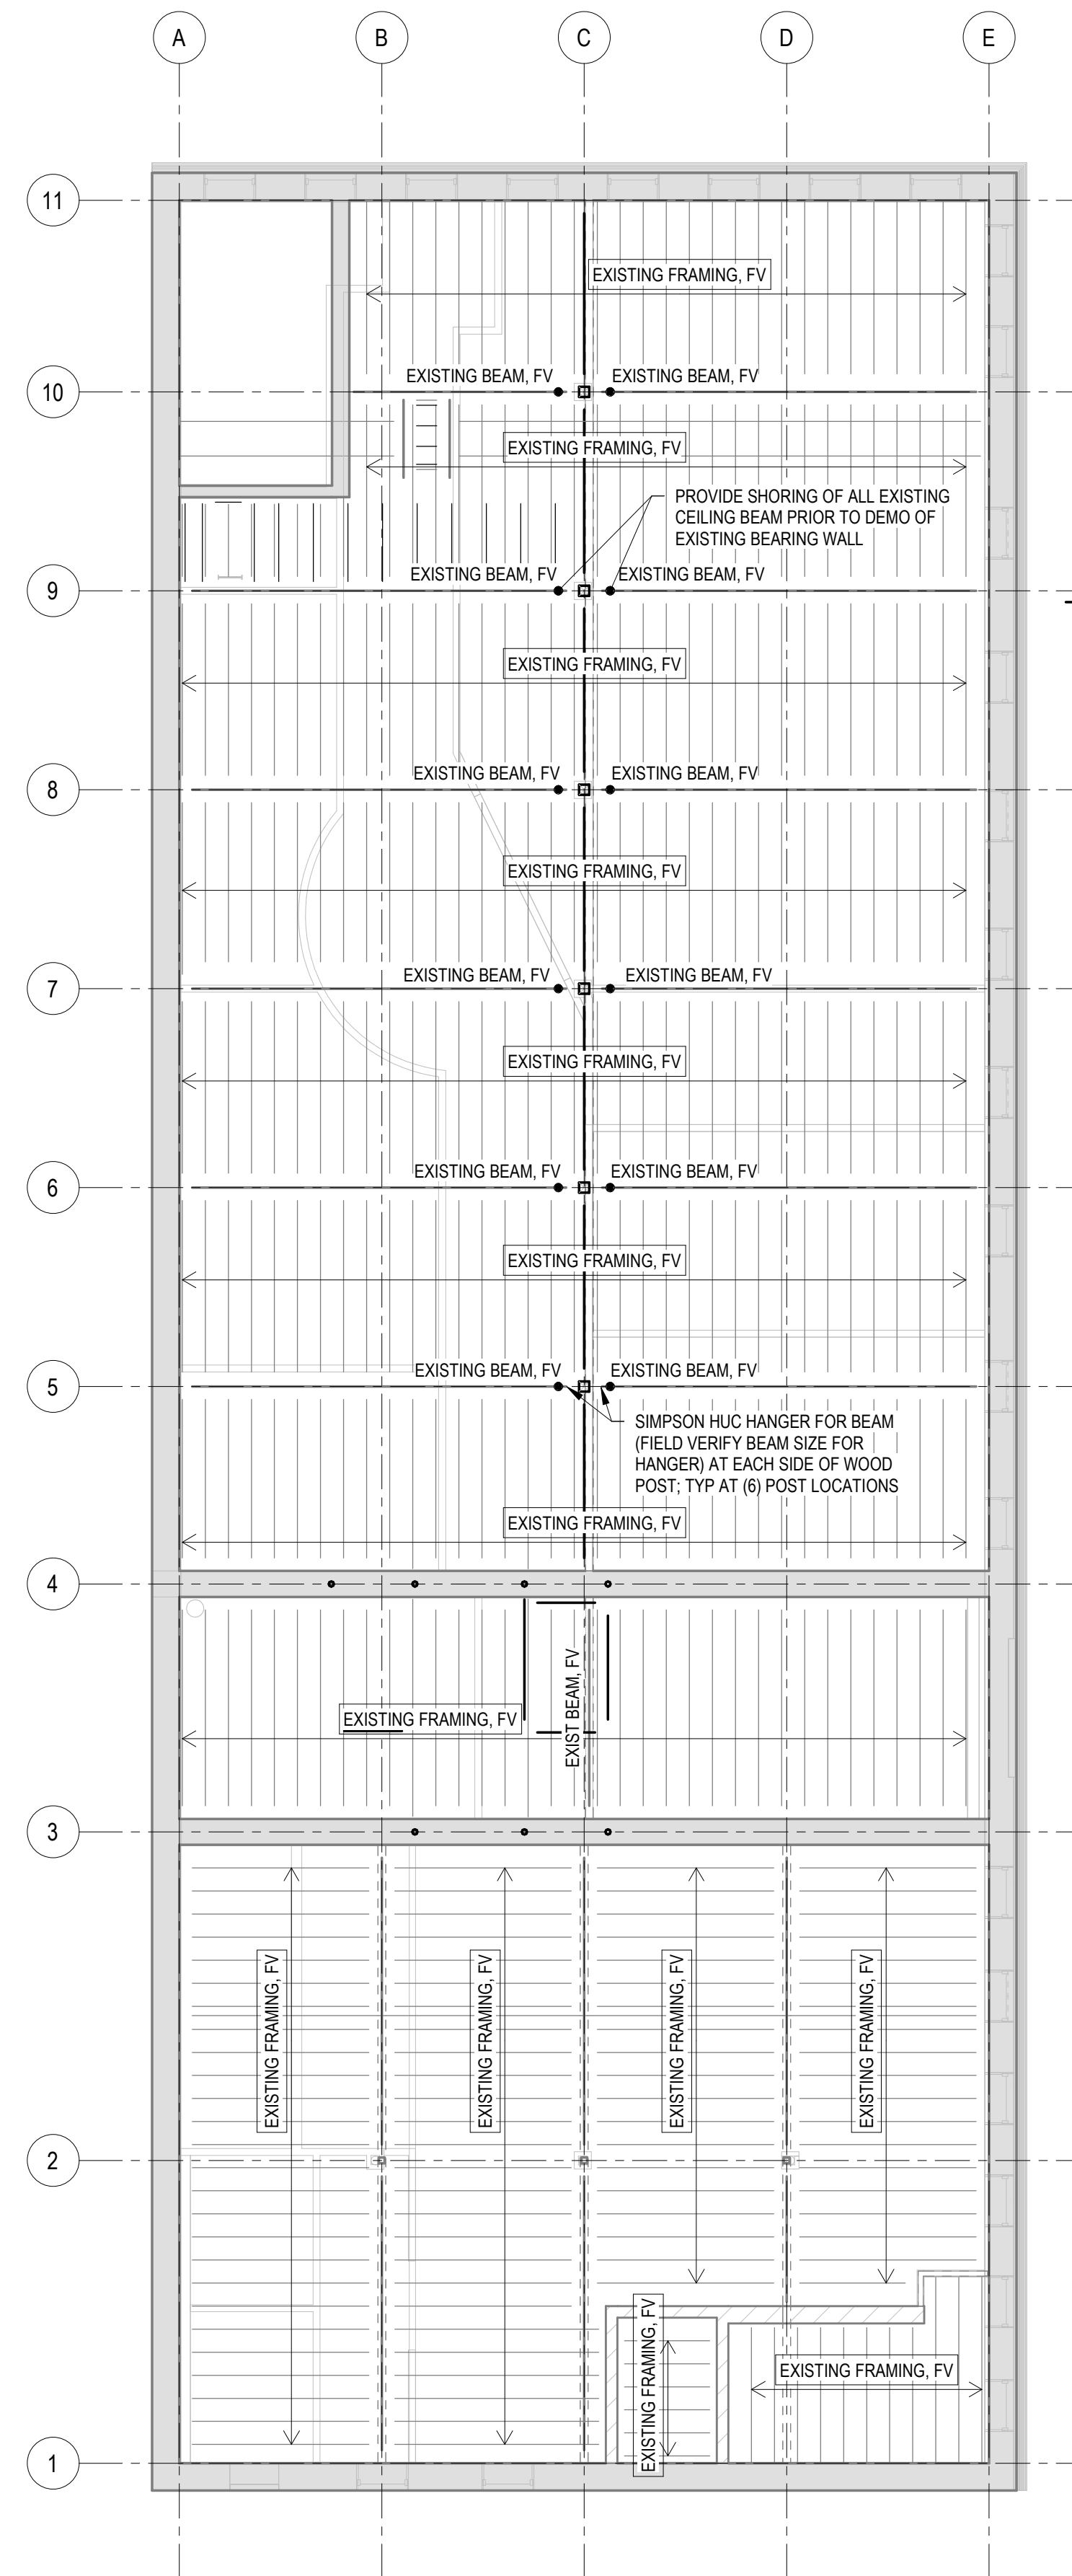 A
B
C
D
E
11
EXISTING FRAMING, FV
10
EXISTING BEAM, FV
EXISTING BEAM, FV
EXISTING FRAMING, FV
PROVIDE SHORING OF ALL EXISTING
CEILING BEAM PRIOR TO DEMO OF
EXISTING BEARING WALL
9
EXISTING BEAM, FV
EXISTING BEAM, FV
EXISTING FRAMING, FV
8
EXISTING BEAM, FV
EXISTING BEAM, FV
EXISTING FRAMING, FV
7
EXISTING BEAM, FV
EXISTING BEAM, FV
EXISTING FRAMING, FV
6
EXISTING BEAM, FV
EXISTING BEAM, FV
EXISTING FRAMING, FV
5
EXISTING BEAM, FV
EXISTING BEAM, FV
SIMPSON HUC HANGER FOR BEAM
(FIELD VERIFY BEAM SIZE FOR
HANGER) AT EACH SIDE OF WOOD
POST; TYP AT (6) POST LOCATIONS
EXISTING FRAMING, FV
4
EXIST BEAM, FV
EXISTING FRAMING, FV
3
EXISTING FRAMING, FV
EXISTING FRAMING, FV
EXISTING FRAMING, FV
EXISTING FRAMING, FV
2
EXISTING FRAMING, FV
EXISTING FRAMING, FV
1